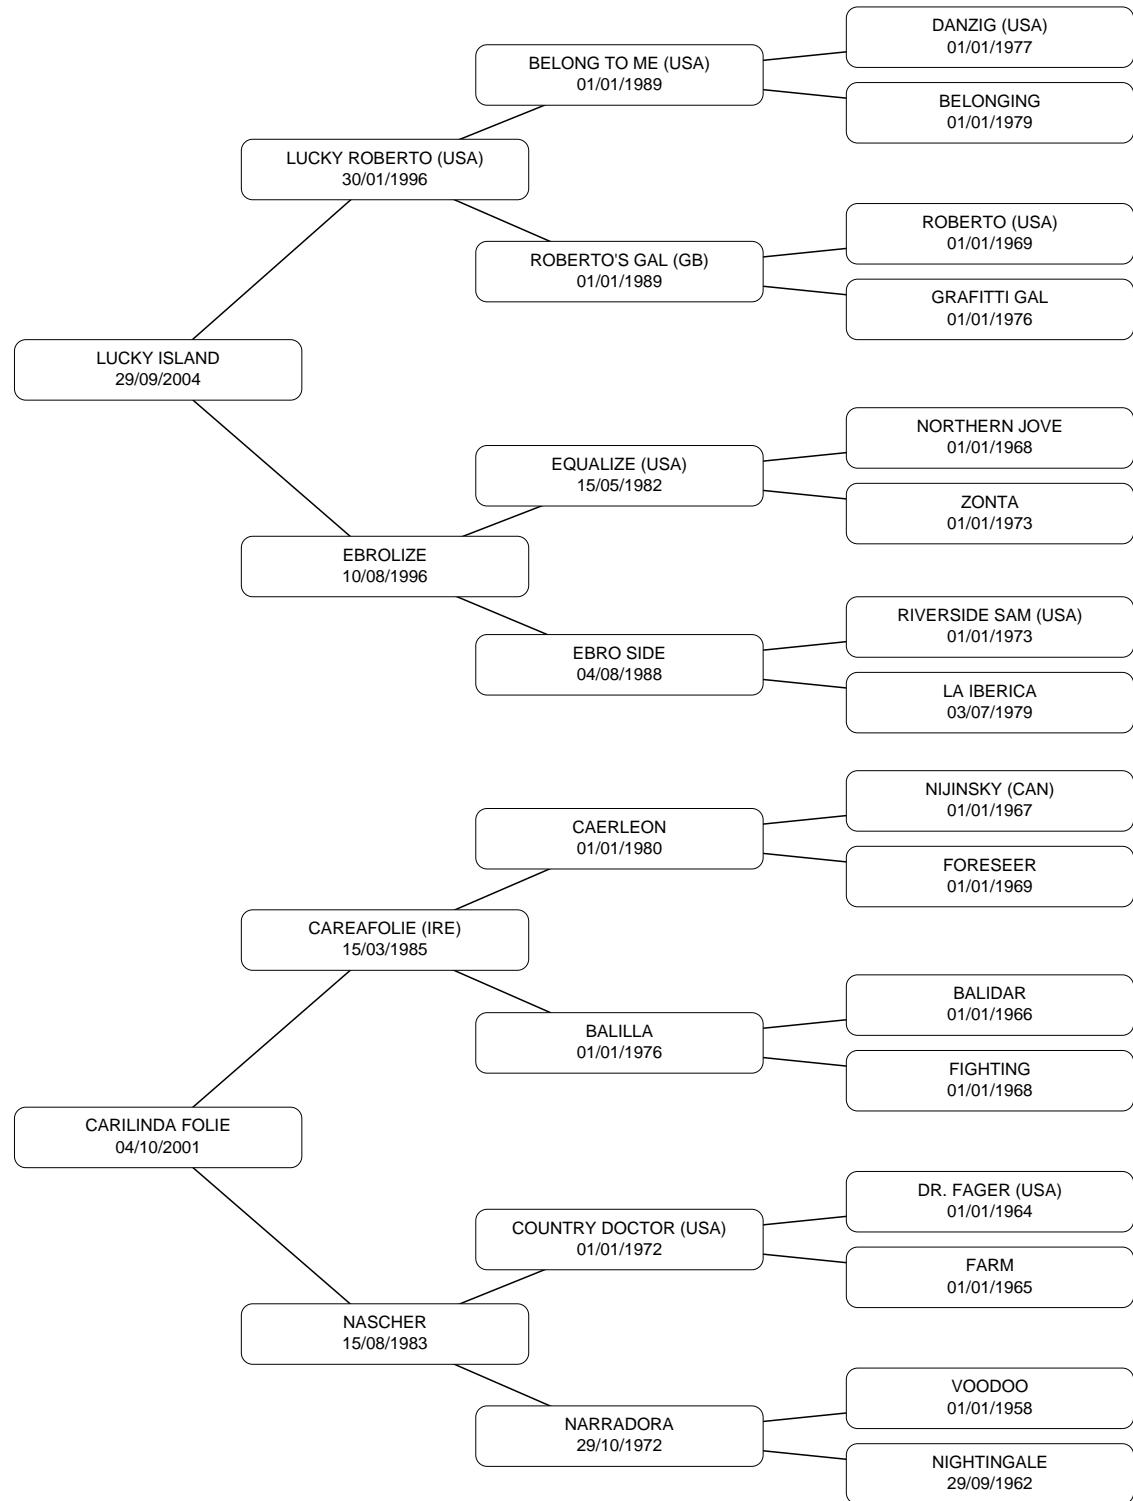 DANZIG (USA)
01/01/1977
BELONG TO ME (USA)
01/01/1989
BELONGING
01/01/1979
LUCKY ROBERTO (USA)
30/01/1996
ROBERTO (USA)
01/01/1969
ROBERTO'S GAL (GB)
01/01/1989
GRAFITTI GAL
01/01/1976
LUCKY ISLAND
29/09/2004
NORTHERN JOVE
01/01/1968
EQUALIZE (USA)
15/05/1982
ZONTA
01/01/1973
EBROLIZE
10/08/1996
RIVERSIDE SAM (USA)
01/01/1973
EBRO SIDE
04/08/1988
LA IBERICA
03/07/1979
NIJINSKY (CAN)
01/01/1967
CAERLEON
01/01/1980
FORESEER
01/01/1969
CAREAFOLIE (IRE)
15/03/1985
BALIDAR
01/01/1966
BALILLA
01/01/1976
FIGHTING
01/01/1968
CARILINDA FOLIE
04/10/2001
DR. FAGER (USA)
01/01/1964
COUNTRY DOCTOR (USA)
01/01/1972
FARM
01/01/1965
NASCHER
15/08/1983
VOODOO
01/01/1958
NARRADORA
29/10/1972
NIGHTINGALE
29/09/1962